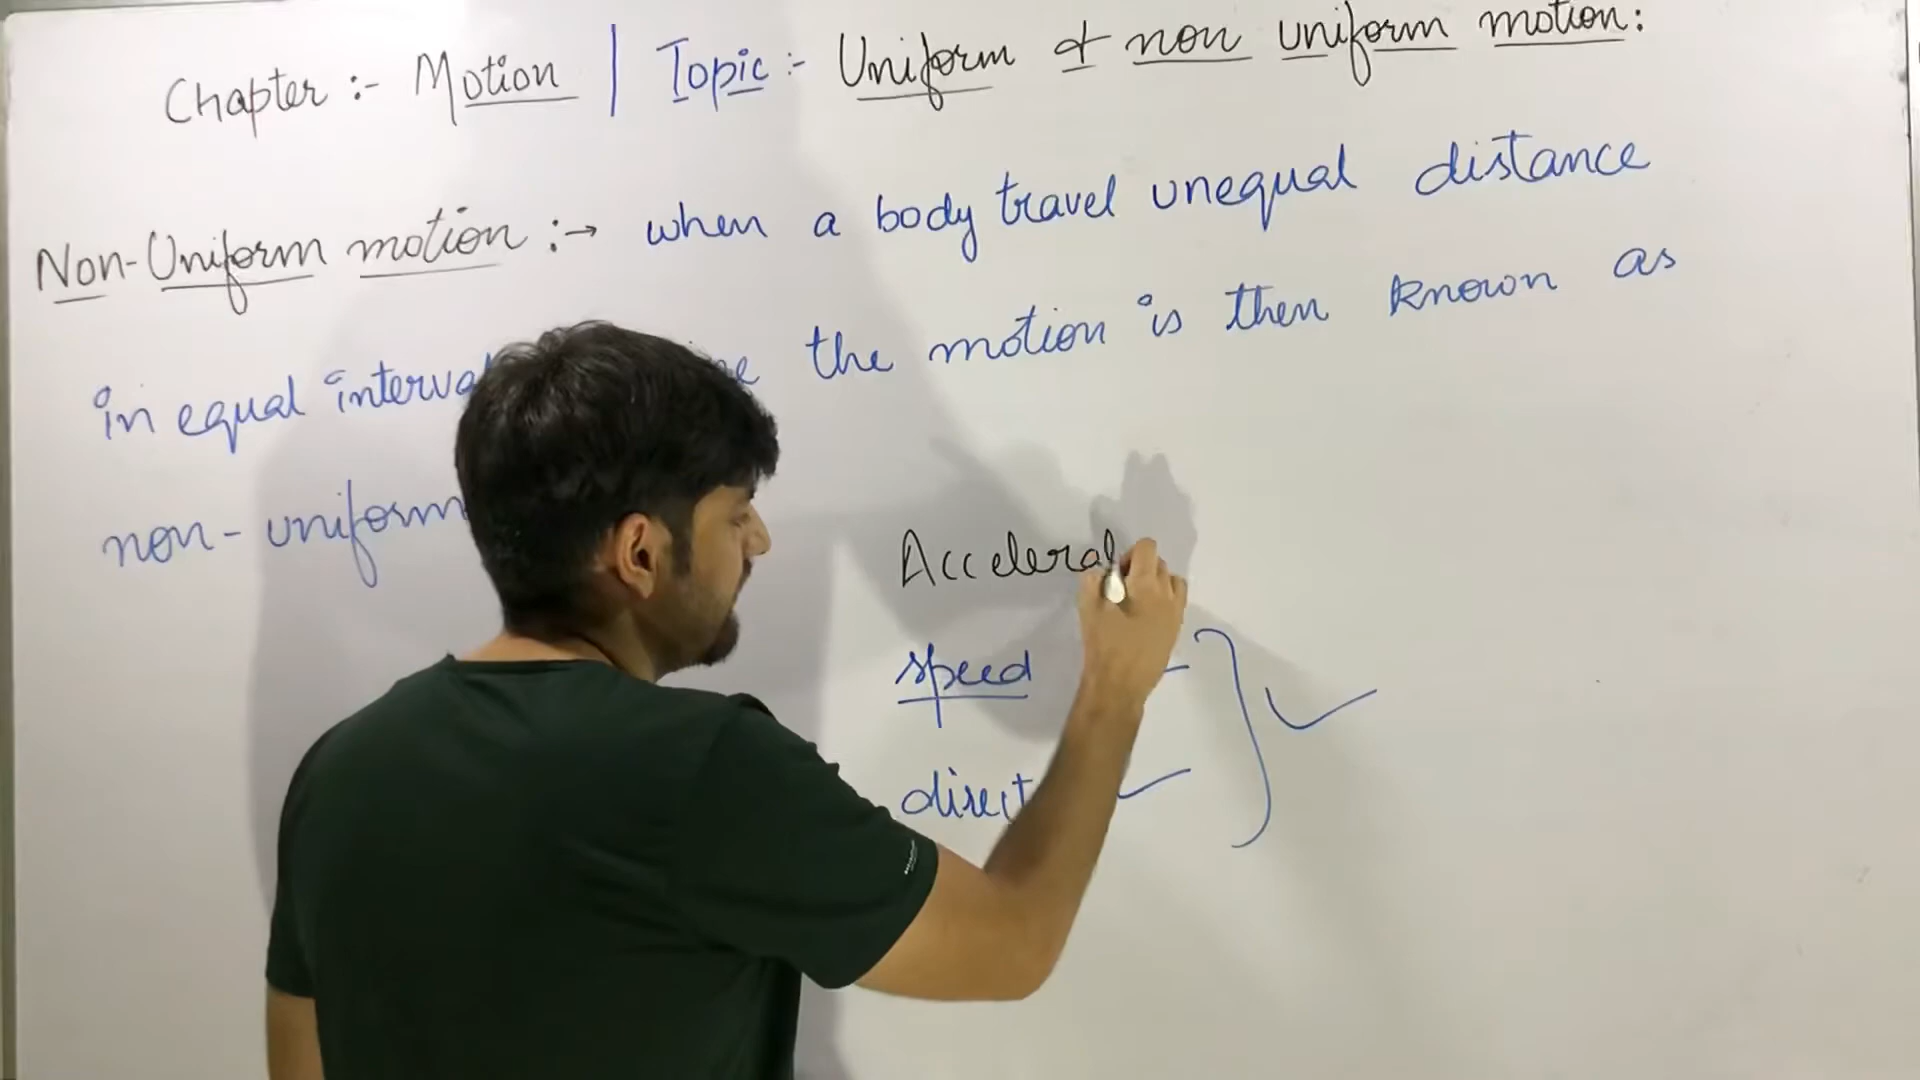 Chapter :- Motion | Topic :- Uniform & non uniform motion :
Non-Uniform motion :→ when a body travel unequal distance
in equal the motion is then known as
non-uniform
Accelerat
speed
direct